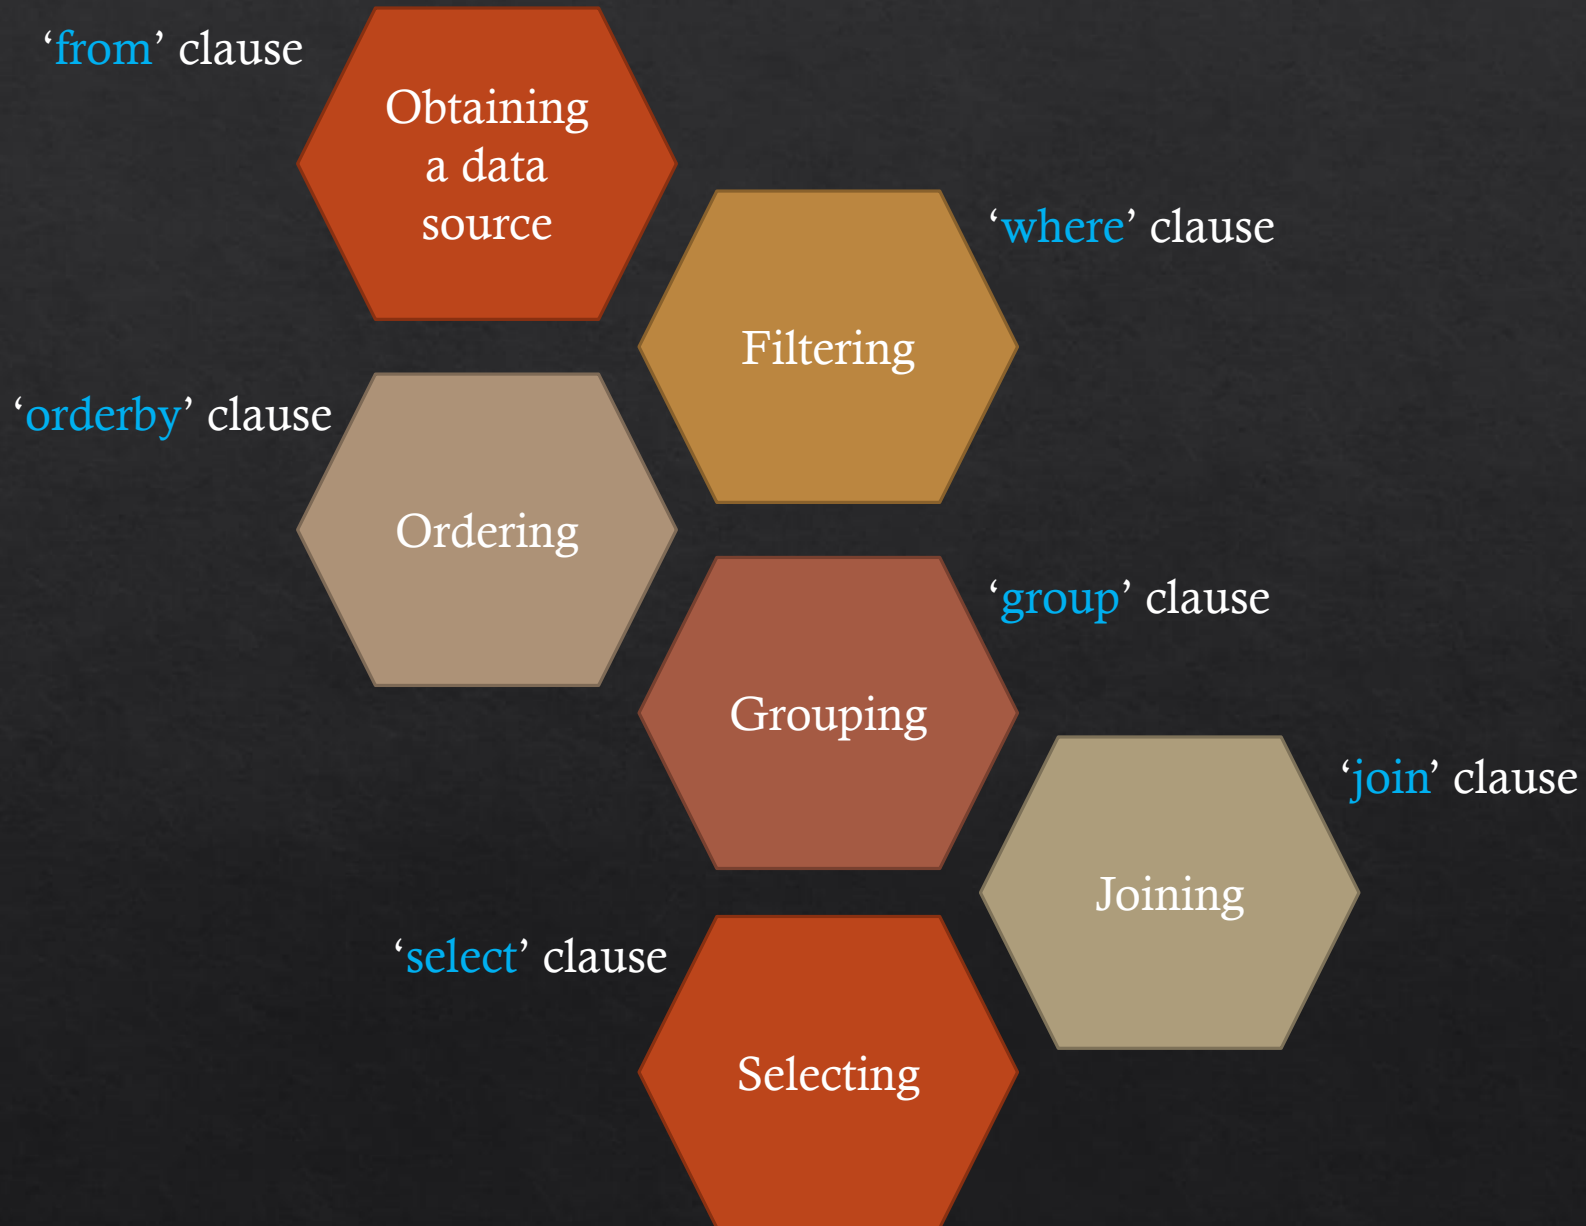 ‘from’ clause
Obtaining
a data
source
‘where’ clause
Filtering
‘orderby’ clause
Ordering
‘group’ clause
Grouping
‘join’ clause
Joining
‘select’ clause
Selecting